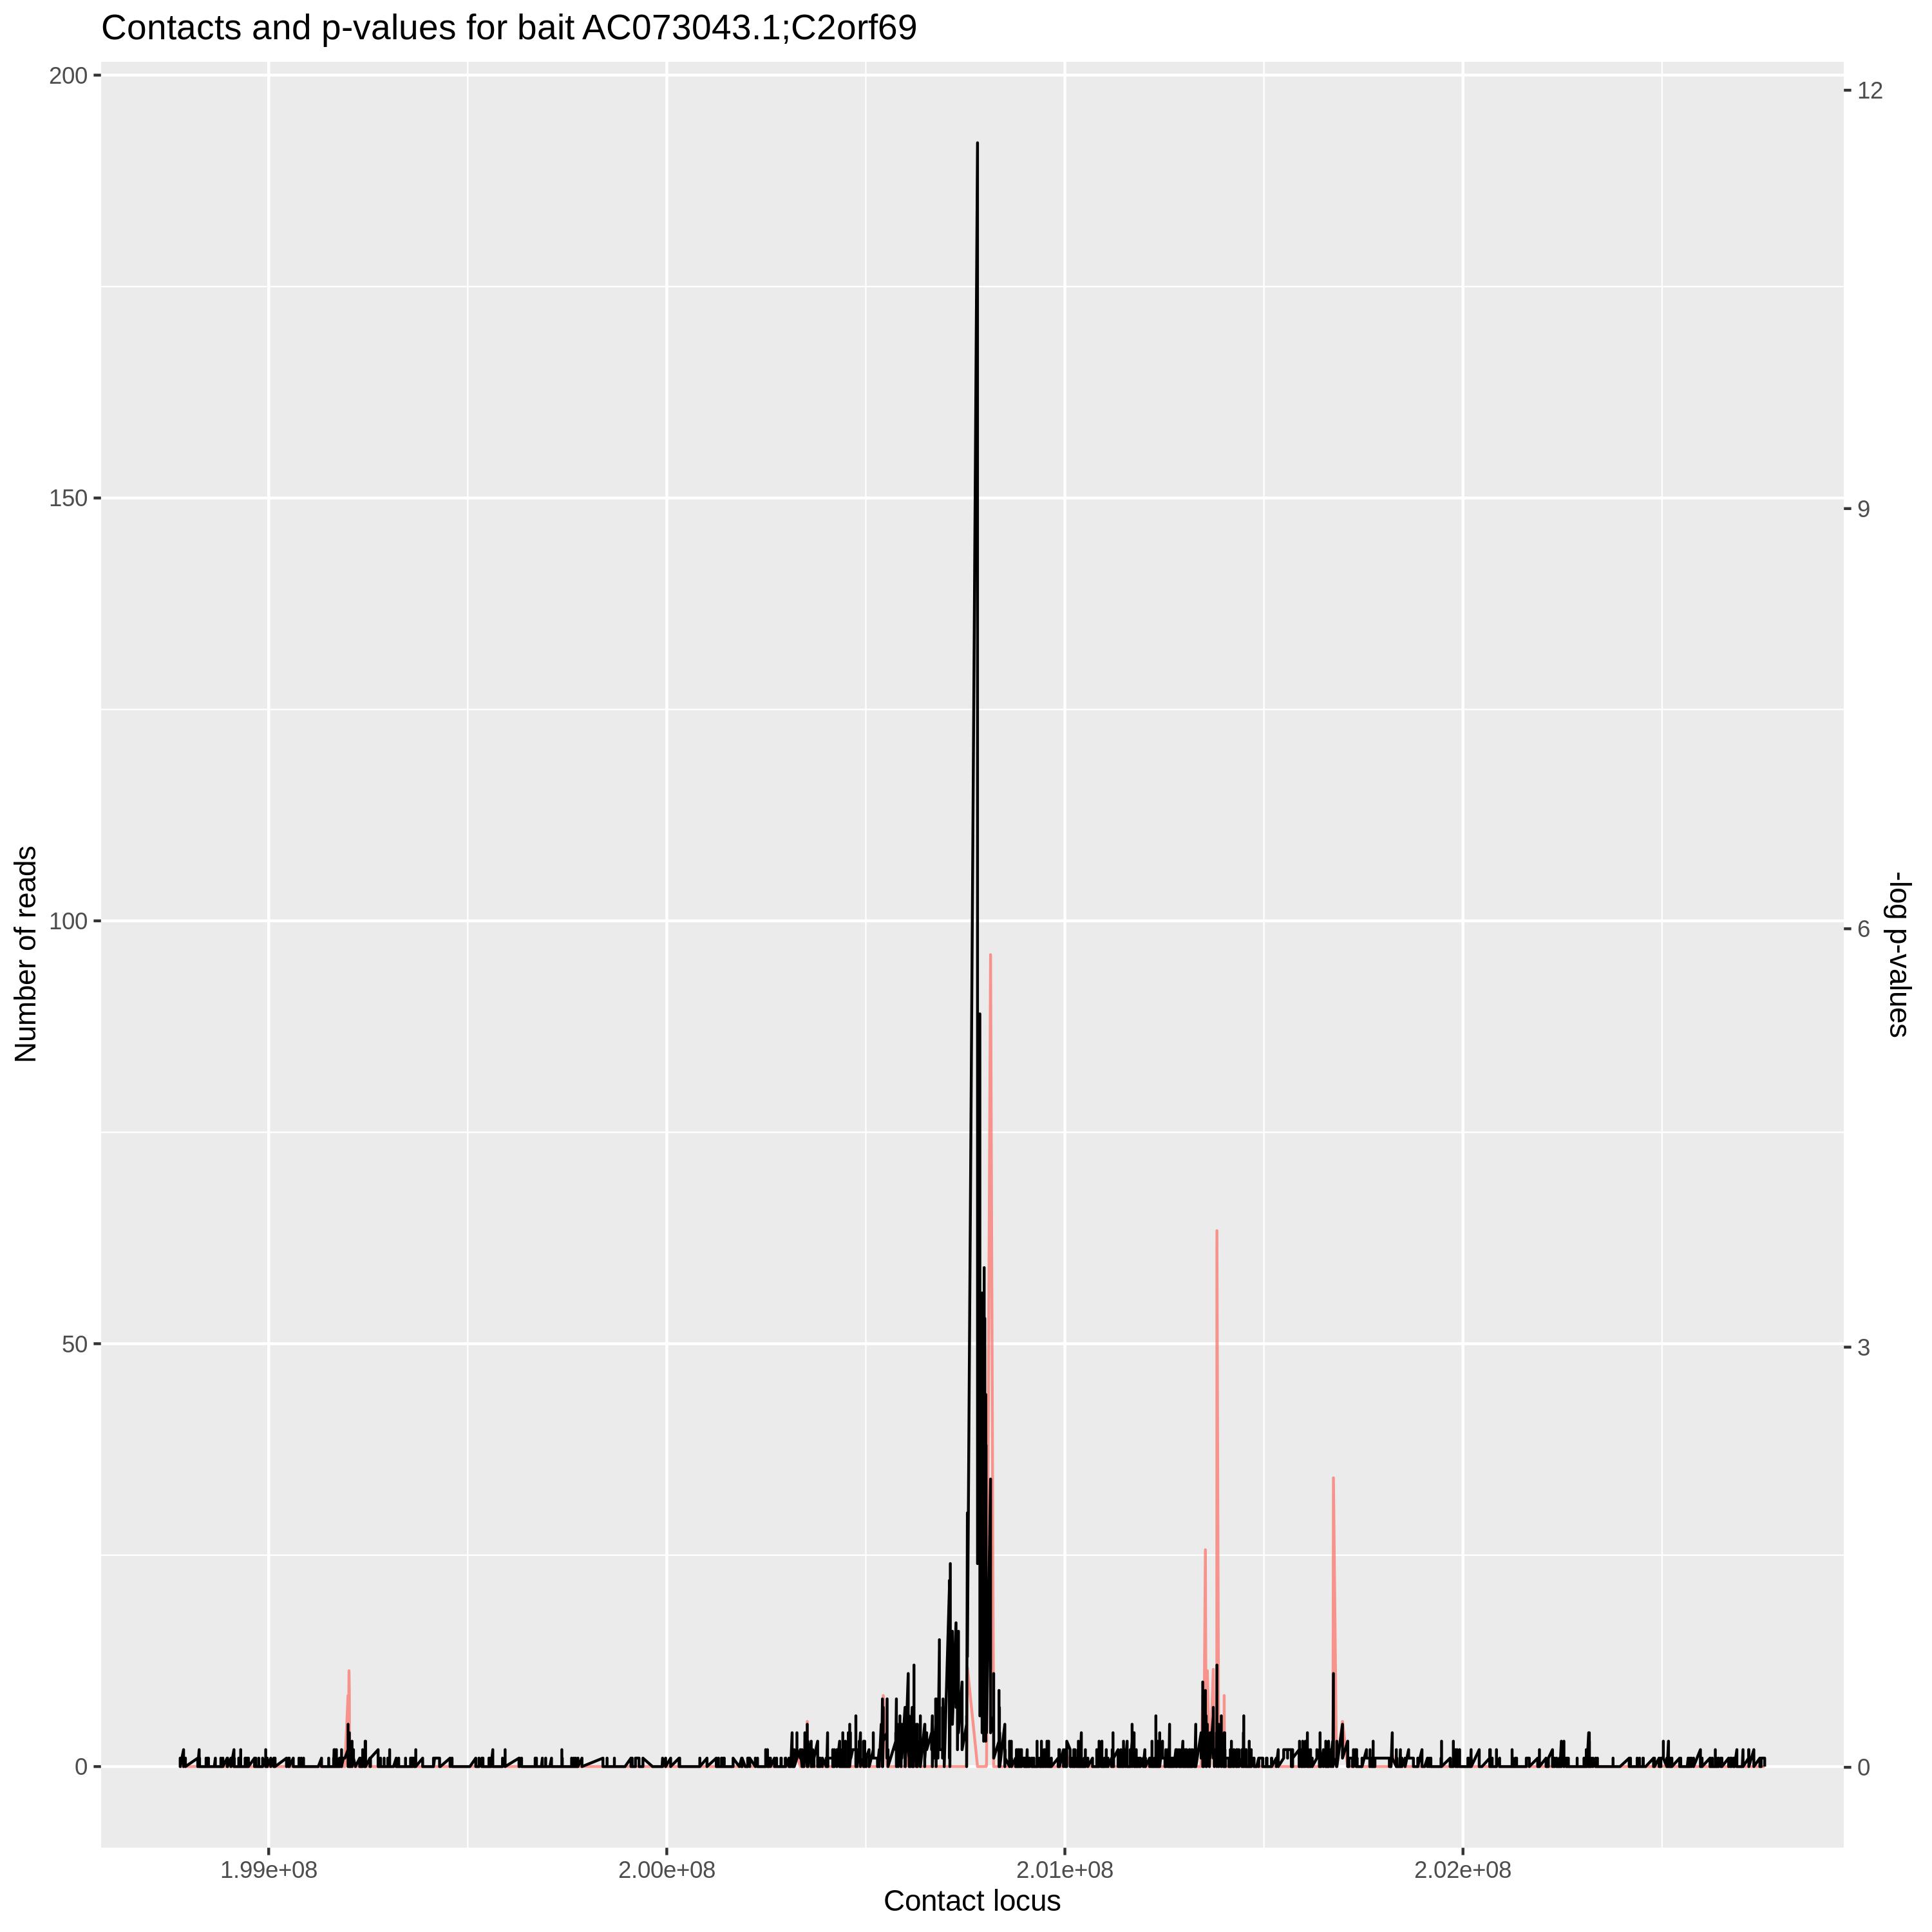 Contacts and p-values for bait AC073043.1;C2orf69
200
150
100
50
0
Number of reads
12
9
6
3
0
-log p-values
1.99e+08
2.00e+08
2.01e+08
2.02e+08
Contact locus